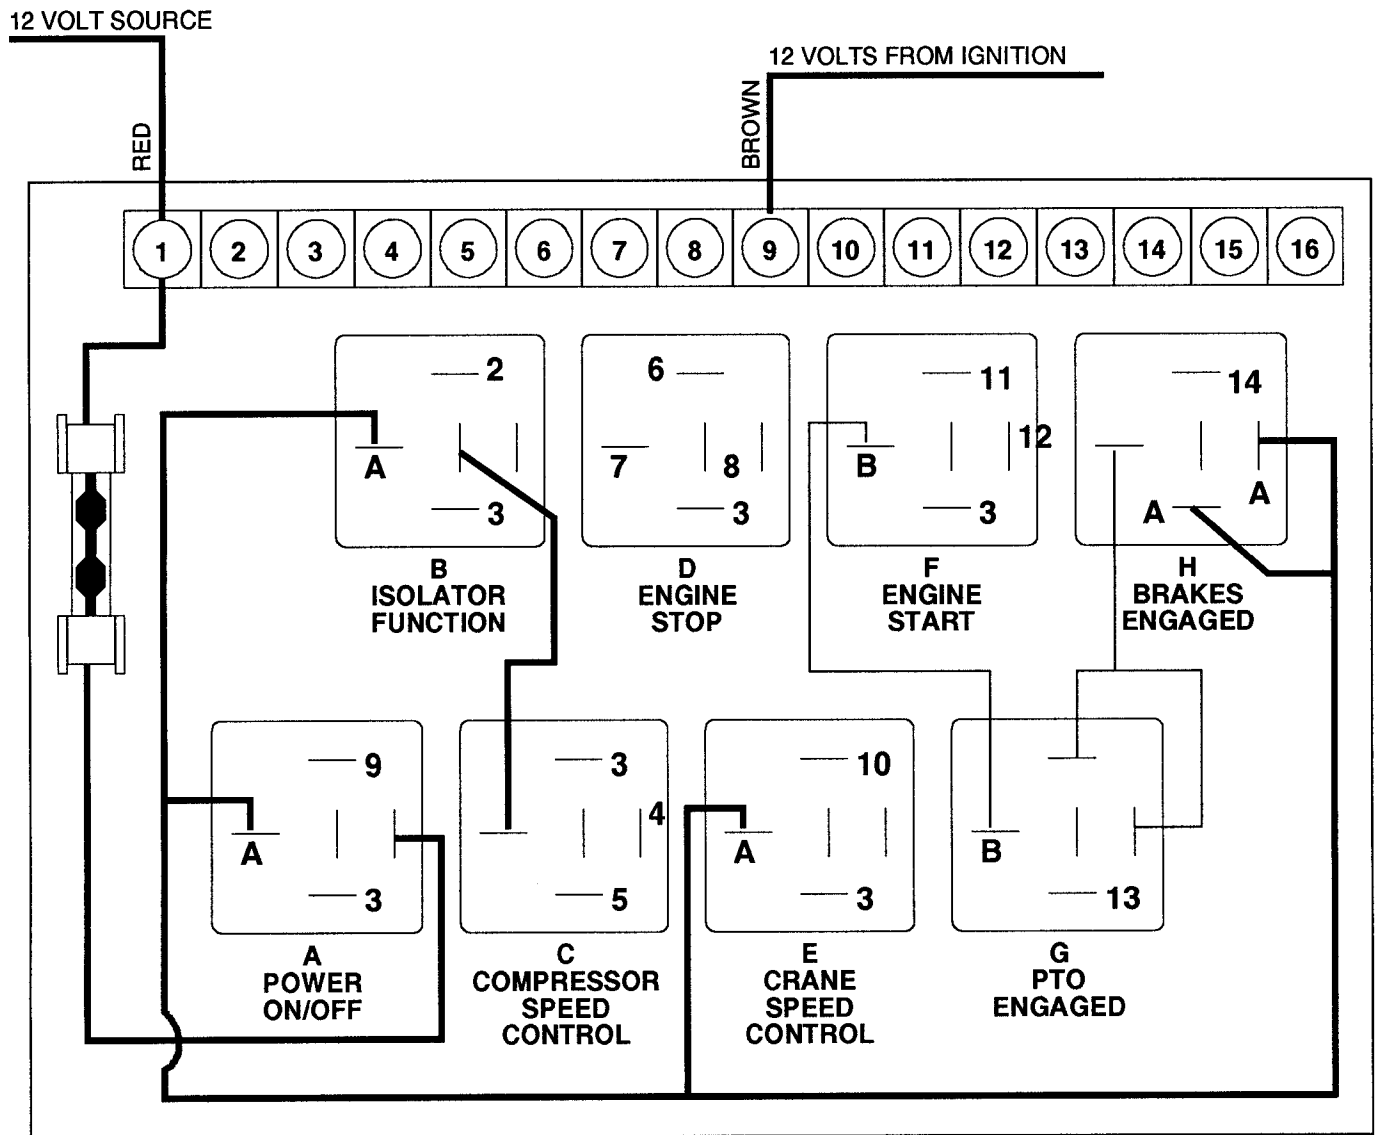 12 VOLT SOURCE
12 VOLTS FROM IGNITION
RED
BROWN
1 2 3 4 5 6 7 8 9 10 11 12 13 14 15 16
2
A
3
B
ISOLATOR
FUNCTION
6
7
8
3
D
ENGINE
STOP
11
12
B
3
F
ENGINE
START
14
A
A
H
BRAKES
ENGAGED
9
A
3
A
POWER
ON/OFF
3
4
5
C
COMPRESSOR
SPEED
CONTROL
10
A
3
E
CRANE
SPEED
CONTROL
B
13
G
PTO
ENGAGED